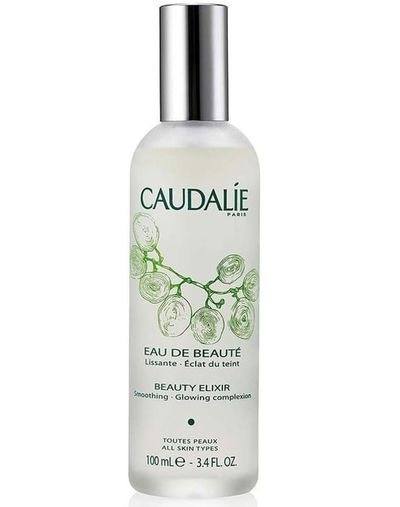 CAUDALÍE
PARIS
EAU DE BEAUTÉ
Lissante · Éclat du teint
BEAUTY ELIXIR
Smoothing · Glowing complexion
TOUTES PEAUX
ALL SKIN TYPES
100 mL ℮ - 3.4 FL. OZ.